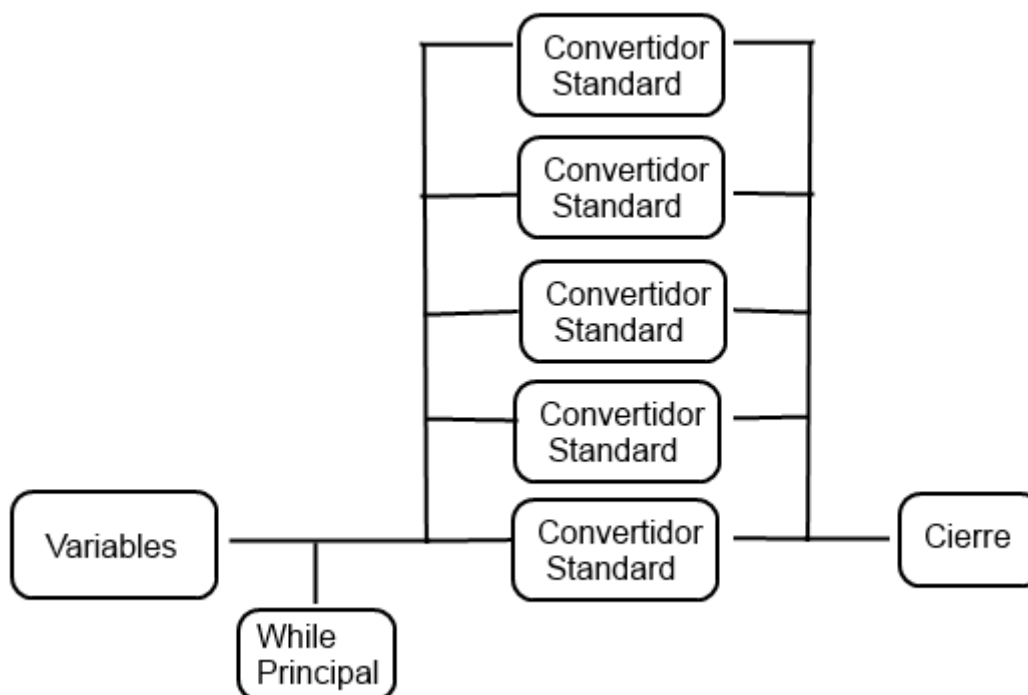 Convertidor
Standard
Convertidor
Standard
Convertidor
Standard
Convertidor
Standard
Variables
Convertidor
Standard
Cierre
While
Principal